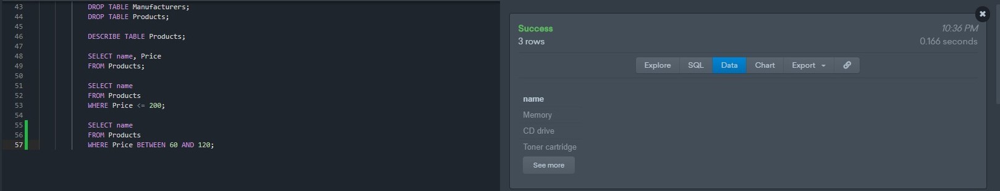 43 DROP TABLE Manufacturers;
44 DROP TABLE Products;
45
46 DESCRIBE TABLE Products;
47
48 SELECT name, Price
49 FROM Products;
50
51 SELECT name
52 FROM Products
53 WHERE Price <= 200;
54
55 SELECT name
56 FROM Products
57 WHERE Price BETWEEN 60 AND 120;
Success 10:36 PM
3 rows 0.166 seconds
Explore SQL Data Chart Export
name
Memory
CD drive
Toner cartridge
See more